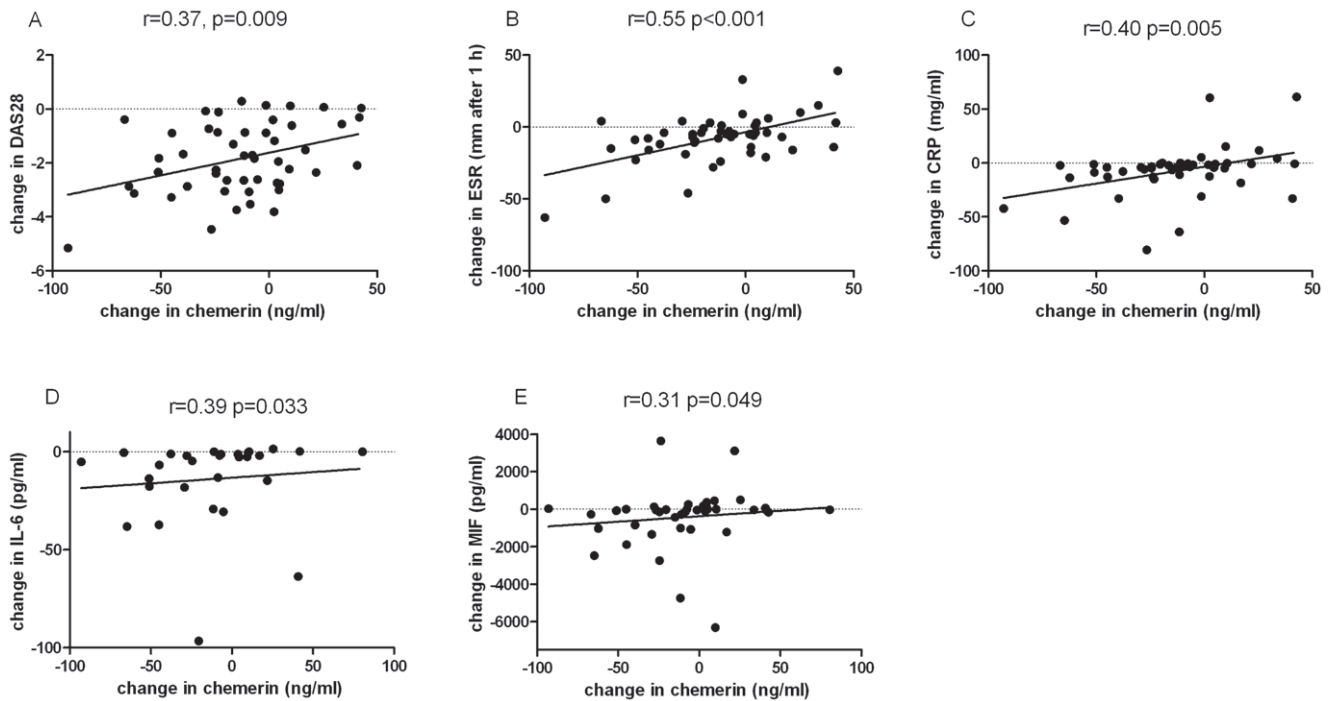 A
r=0.37, p=0.009
2
0
-2
-4
-6
-100
-50
0
50
change in DAS28
change in chemerin (ng/ml)
B
r=0.55 p<0.001
50
0
-50
-100
-100
-50
0
50
change in ESR (mm after 1 h)
change in chemerin (ng/ml)
C
r=0.40 p=0.005
100
50
0
-50
-100
-100
-50
0
50
change in CRP (mg/ml)
change in chemerin (ng/ml)
D
r=0.39 p=0.033
0
-50
-100
-100
-50
0
50
100
change in IL-6 (pg/ml)
change in chemerin (ng/ml)
E
r=0.31 p=0.049
4000
2000
0
-2000
-4000
-6000
-100
-50
0
50
100
change in MIF (pg/ml)
change in chemerin (ng/ml)